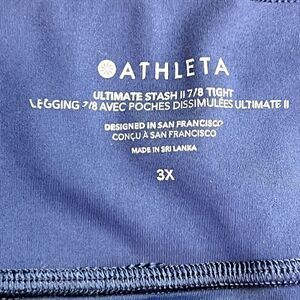 ATHLETA
ULTIMATE STASH II 7/8 TIGHT
LEGGING 7/8 AVEC POCHES DISSIMULÉES ULTIMATE II
DESIGNED IN SAN FRANCISCO
CONÇU À SAN FRANCISCO
MADE IN SRI LANKA
3X